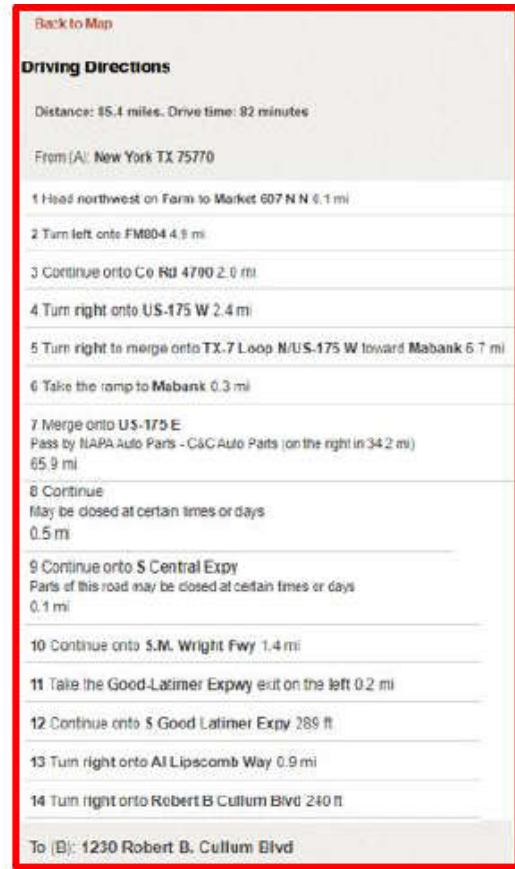 Back to Map
Driving Directions
Distance: 85.4 miles. Drive time: 82 minutes
From (A): New York TX 75770
1 Head northwest on Farm to Market 607 N N 0.1 mi
2 Turn left onto FM804 4.9 mi
3 Continue onto Co Rd 4700 2.0 mi
4 Turn right onto US-175 W 2.4 mi
5 Turn right to merge onto TX-7 Loop N/US-175 W toward Mabank 6.7 mi
6 Take the ramp to Mabank 0.3 mi
7 Merge onto US-175 E
Pass by NAPA Auto Parts - C&C Auto Parts (on the right in 34.2 mi)
65.9 mi
8 Continue
May be closed at certain times or days
0.5 mi
9 Continue onto S Central Expy
Parts of this road may be closed at certain times or days
0.1 mi
10 Continue onto S.M. Wright Fwy 1.4 mi
11 Take the Good-Latimer Expwy exit on the left 0.2 mi
12 Continue onto S Good Latimer Expy 289 ft
13 Turn right onto Al Lipscomb Way 0.9 mi
14 Turn right onto Robert B Cullum Blvd 240 ft
To (B): 1230 Robert B. Cullum Blvd